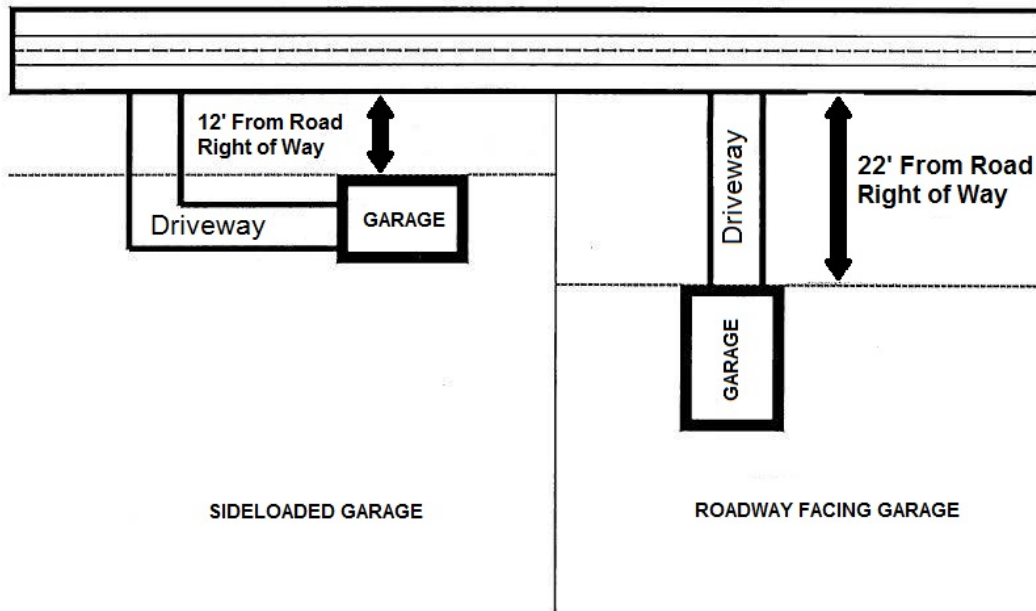 12' From Road
Right of Way
Driveway
GARAGE
SIDELOADED GARAGE
Driveway
22' From Road
Right of Way
GARAGE
ROADWAY FACING GARAGE